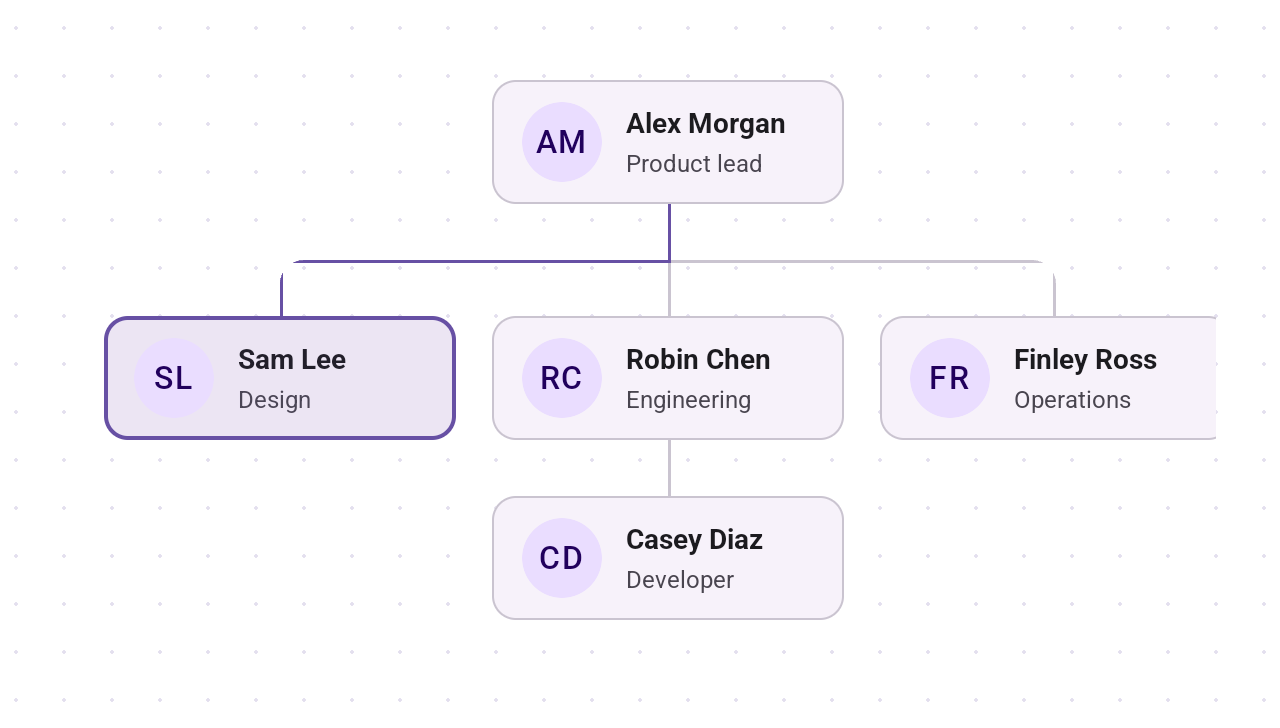 AM
Alex Morgan
Product lead
SL
Sam Lee
Design
RC
Robin Chen
Engineering
FR
Finley Ross
Operations
CD
Casey Diaz
Developer